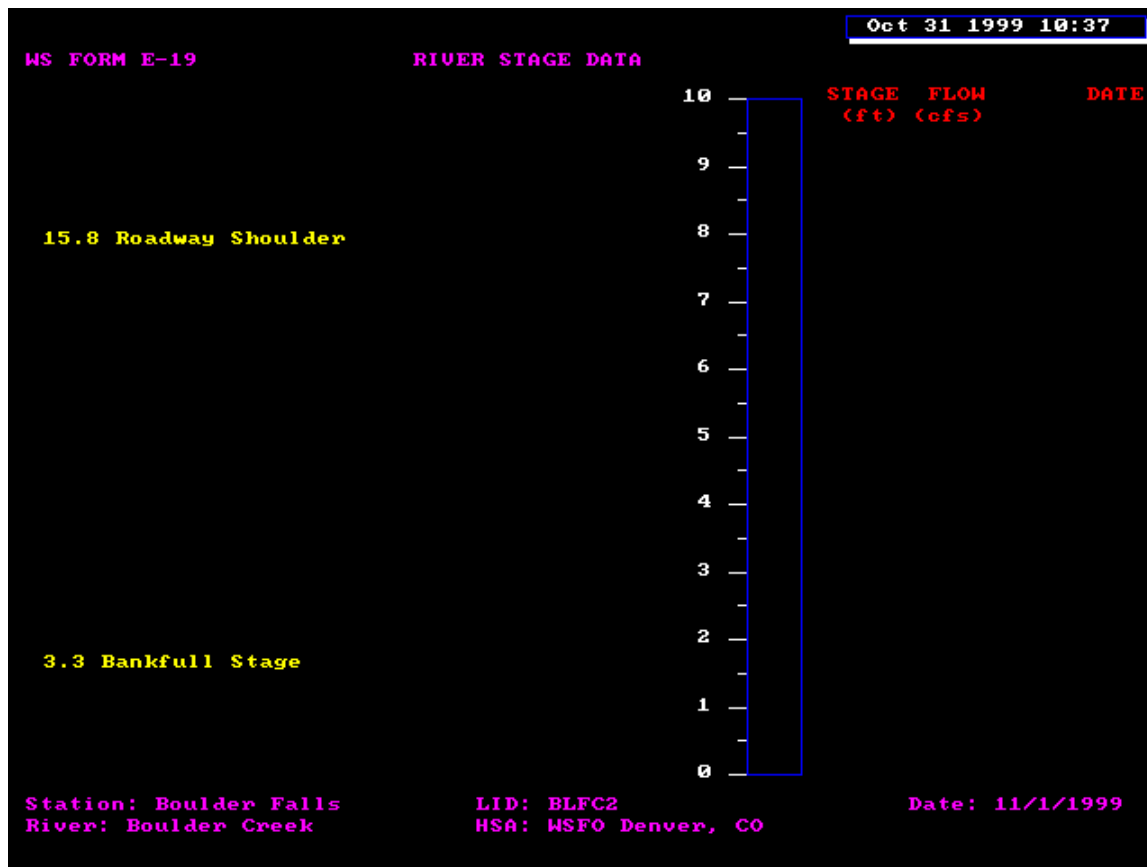 Oct 31 1999 10:37
WS FORM E-19 RIVER STAGE DATA
10 STAGE FLOW DATE
(ft) (cfs)
9
15.8 Roadway Shoulder 8
7
6
5
4
3
2
3.3 Bankfull Stage
1
0
Station: Boulder Falls LID: BLFC2 Date: 11/1/1999
River: Boulder Creek HSA: WSFO Denver, CO